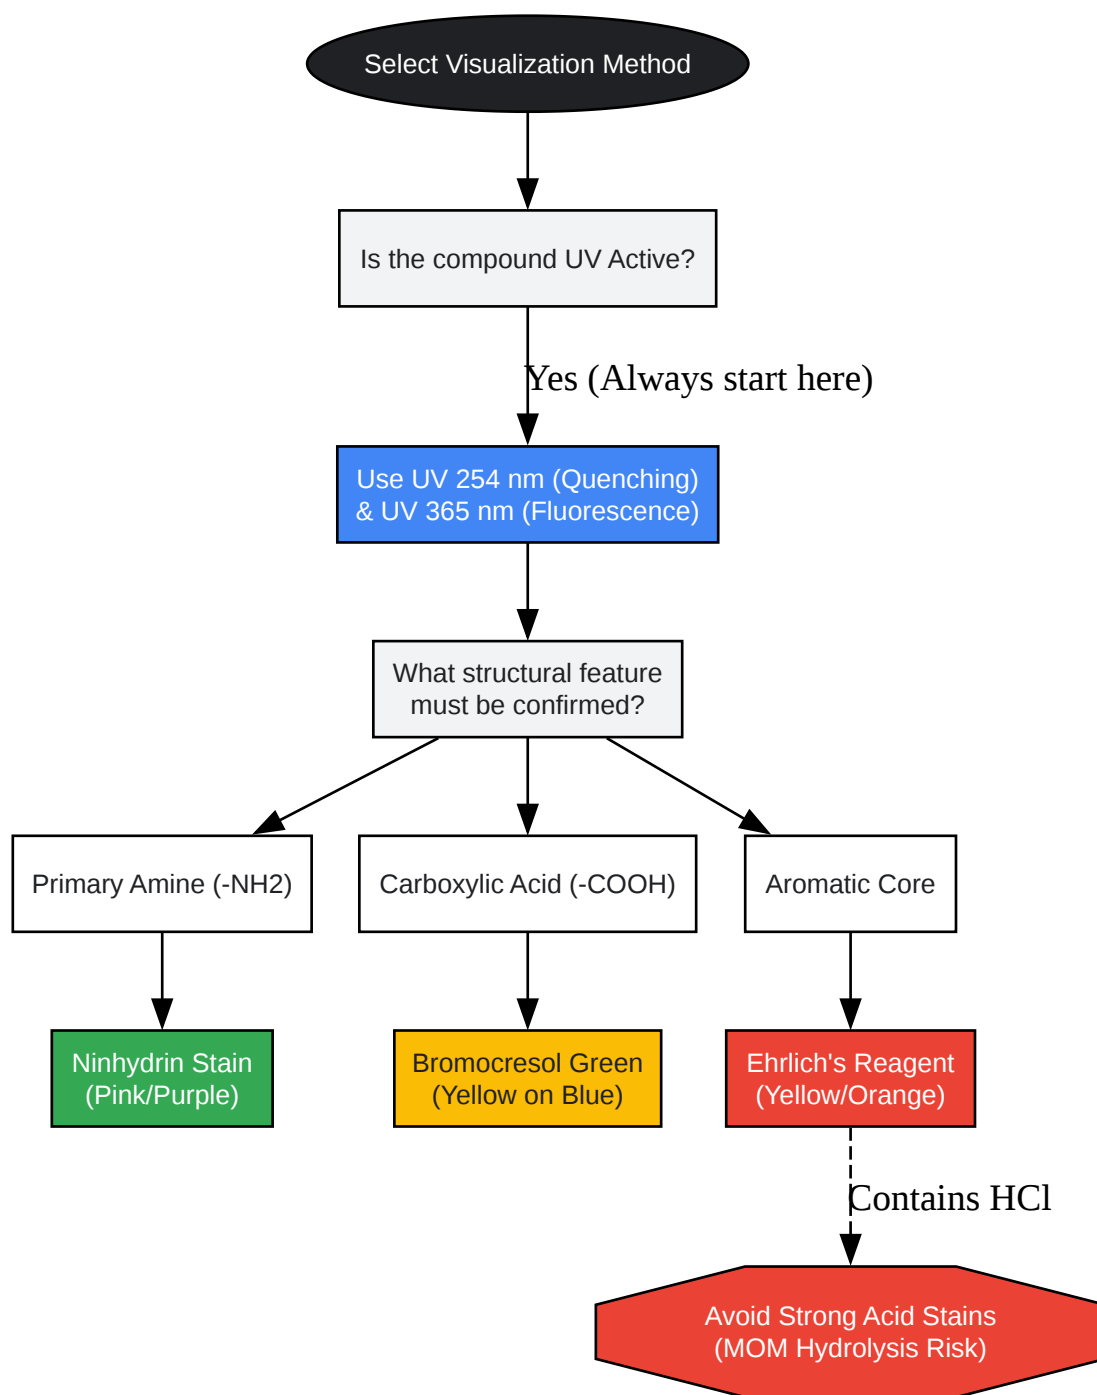 Select Visualization Method
Is the compound UV Active?
Yes (Always start here)
Use UV 254 nm (Quenching)
& UV 365 nm (Fluorescence)
What structural feature
must be confirmed?
Primary Amine (-NH2)
Carboxylic Acid (-COOH)
Aromatic Core
Ninhydrin Stain
(Pink/Purple)
Bromocresol Green
(Yellow on Blue)
Ehrlich's Reagent
(Yellow/Orange)
Contains HCl
Avoid Strong Acid Stains
(MOM Hydrolysis Risk)